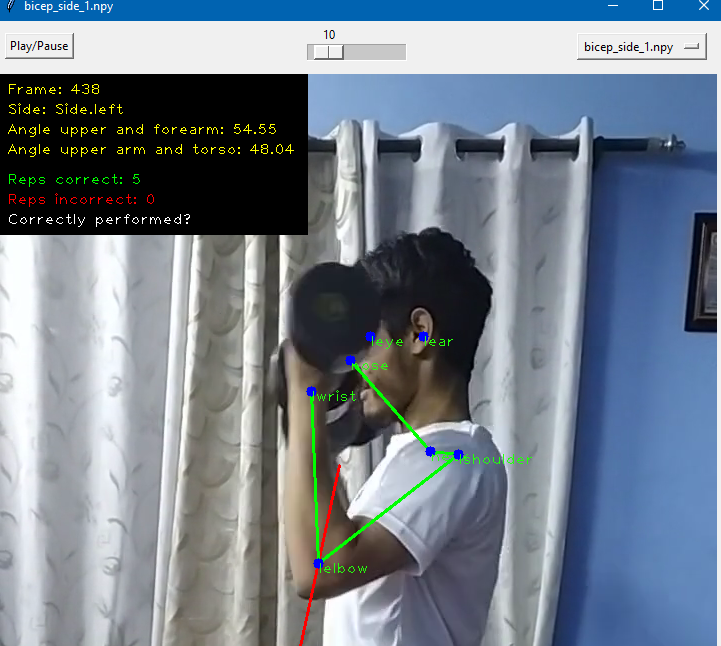 bicep_side_1.npy
Play/Pause
10
bicep_side_1.npy
Frame: 438
Side: Side.left
Angle upper and forearm: 54.55
Angle upper arm and torso: 48.04
Reps correct: 5
Reps incorrect: 0
Correctly performed?
leye
lear
nose
lwrist
lshoulder
lelbow